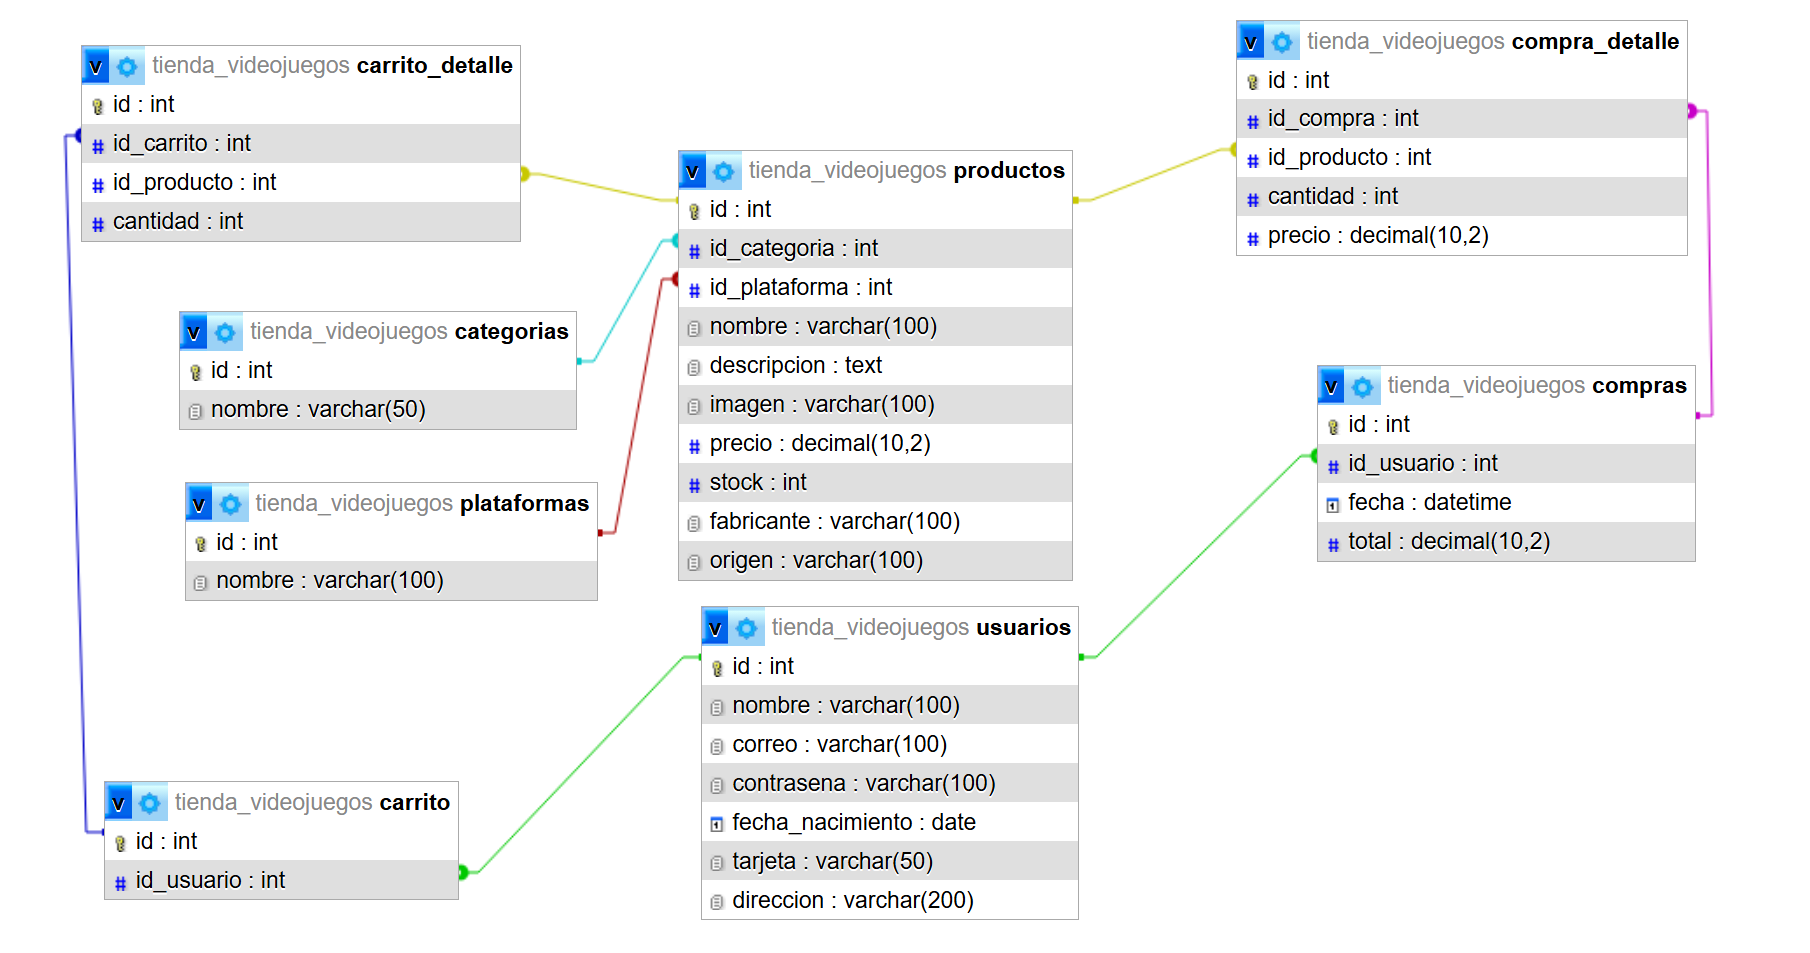 v tienda_videojuegos carrito_detalle
id : int
id_carrito : int
id_producto : int
cantidad : int
v tienda_videojuegos categorias
id : int
nombre : varchar(50)
v tienda_videojuegos plataformas
id : int
nombre : varchar(100)
v tienda_videojuegos carrito
id : int
id_usuario : int
v tienda_videojuegos productos
id : int
id_categoria : int
id_plataforma : int
nombre : varchar(100)
descripcion : text
imagen : varchar(100)
precio : decimal(10,2)
stock : int
fabricante : varchar(100)
origen : varchar(100)
v tienda_videojuegos usuarios
id : int
nombre : varchar(100)
correo : varchar(100)
contrasena : varchar(100)
fecha_nacimiento : date
tarjeta : varchar(50)
direccion : varchar(200)
v tienda_videojuegos compra_detalle
id : int
id_compra : int
id_producto : int
cantidad : int
precio : decimal(10,2)
v tienda_videojuegos compras
id : int
id_usuario : int
fecha : datetime
total : decimal(10,2)